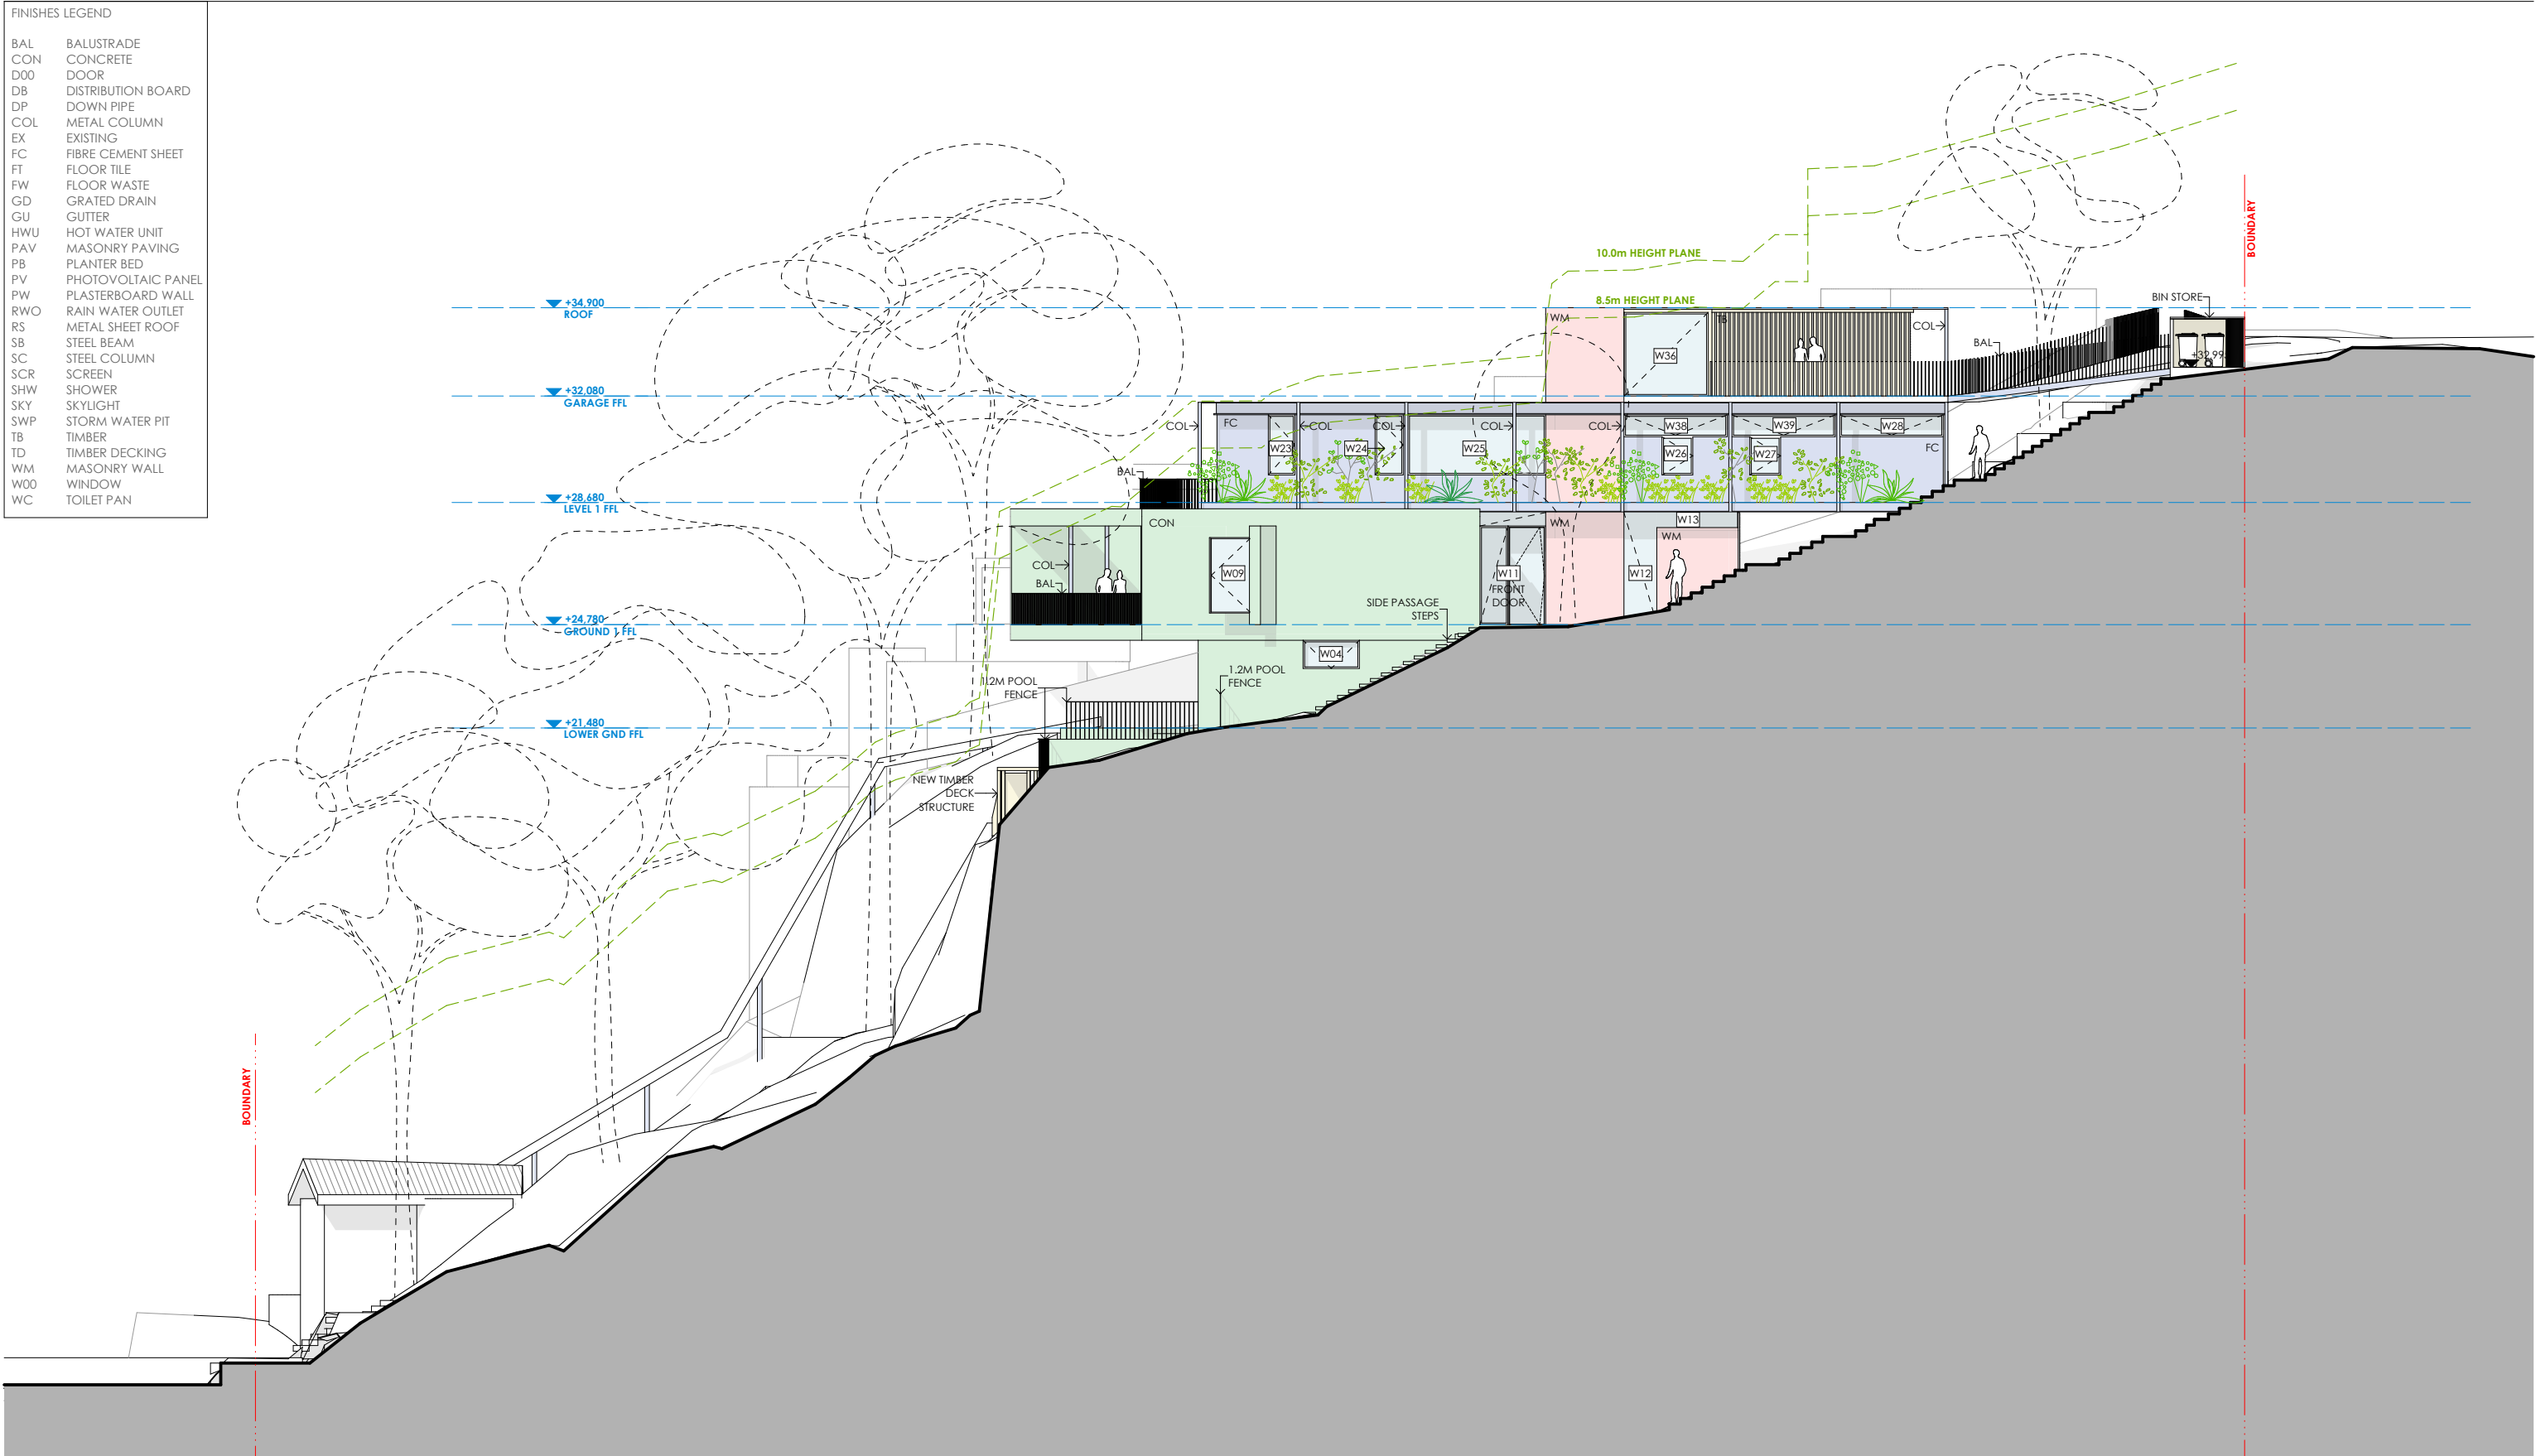 FINISHES LEGEND
BAL BALUSTRADE
CON CONCRETE
D00 DOOR
DB DISTRIBUTION BOARD
DP DOWN PIPE
COL METAL COLUMN
EX EXISTING
FC FIBRE CEMENT SHEET
FT FLOOR TILE
FW FLOOR WASTE
GD GRATED DRAIN
GU GUTTER
HWU HOT WATER UNIT
PAV MASONRY PAVING
PB PLANTER BED
PV PHOTOVOLTAIC PANEL
PW PLASTERBOARD WALL
RWO RAIN WATER OUTLET
RS METAL SHEET ROOF
SB STEEL BEAM
SC STEEL COLUMN
SCR SCREEN
SHW SHOWER
SKY SKYLIGHT
SWP STORM WATER PIT
TB TIMBER
TD TIMBER DECKING
WM MASONRY WALL
W00 WINDOW
WC TOILET PAN
BOUNDARY
10.0m HEIGHT PLANE
8.5m HEIGHT PLANE
+34,900
ROOF
BIN STORE
WM
TB
COL
W36
BAL
+32,99
+32,080
GARAGE FFL
COL
FC
COL
COL
COL
COL
W23
W24
W25
W38
W39
W28
W26
W27
FC
BAL
+28,680
LEVEL 1 FFL
CON
WM
W13
WM
COL
BAL
W09
W11
FRONT
DOOR
W12
SIDE PASSAGE
STEPS
+24,780
GROUND 1 FFL
W04
1.2M POOL
FENCE
1.2M POOL
FENCE
+21,480
LOWER GND FFL
NEW TIMBER
DECK
STRUCTURE
BOUNDARY